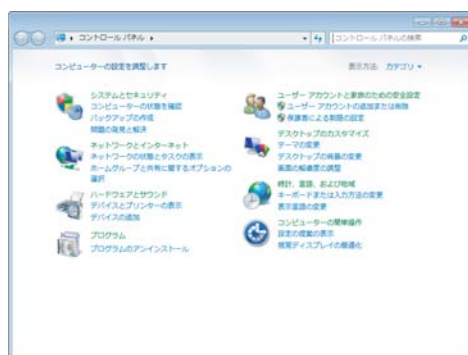 コントロール パネル
コントロール パネルの検索
コンピューターの設定を調整します
表示方法: カテゴリ
システムとセキュリティ
コンピューターの状態を確認
バックアップの作成
問題の発見と解決
ネットワークとインターネット
ネットワークの状態とタスクの表示
ホームグループと共有に関するオプションの
選択
ハードウェアとサウンド
デバイスとプリンターの表示
デバイスの追加
プログラム
プログラムのアンインストール
ユーザー アカウントと家族のための安全設定
ユーザー アカウントの追加または削除
保護者による制限の設定
デスクトップのカスタマイズ
テーマの変更
デスクトップの背景の変更
画面の解像度の調整
時計、言語、および地域
キーボードまたは入力方法の変更
表示言語の変更
コンピューターの簡単操作
設定の提案の表示
視覚ディスプレイの最適化